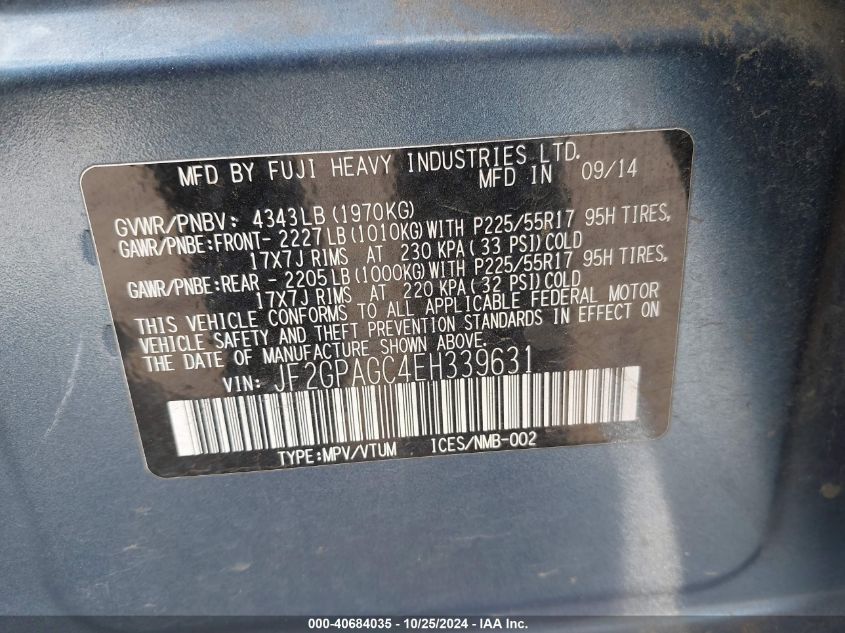 MFD BY FUJI HEAVY INDUSTRIES LTD.
MFD IN 09/14
GVWR/PNBV: 4343LB (1970KG)
GAWR/PNBE:FRONT- 2227LB (1010KG) WITH P225/55R17 95H TIRES,
17X7J RIMS AT 230 KPA (33 PSI) COLD
GAWR/PNBE:REAR - 2205LB (1000KG) WITH P225/55R17 95H TIRES,
17X7J RIMS AT 220 KPA (32 PSI) COLD
THIS VEHICLE CONFORMS TO ALL APPLICABLE FEDERAL MOTOR
VEHICLE SAFETY AND THEFT PREVENTION STANDARDS IN EFFECT ON
THE DATE OF MANUFACTURE SHOWN ABOVE.
VIN: JF2GPAGC4EH339631
TYPE:MPV/VTUM ICES/NMB-002
000-40684035 - 10/25/2024 - IAA Inc.